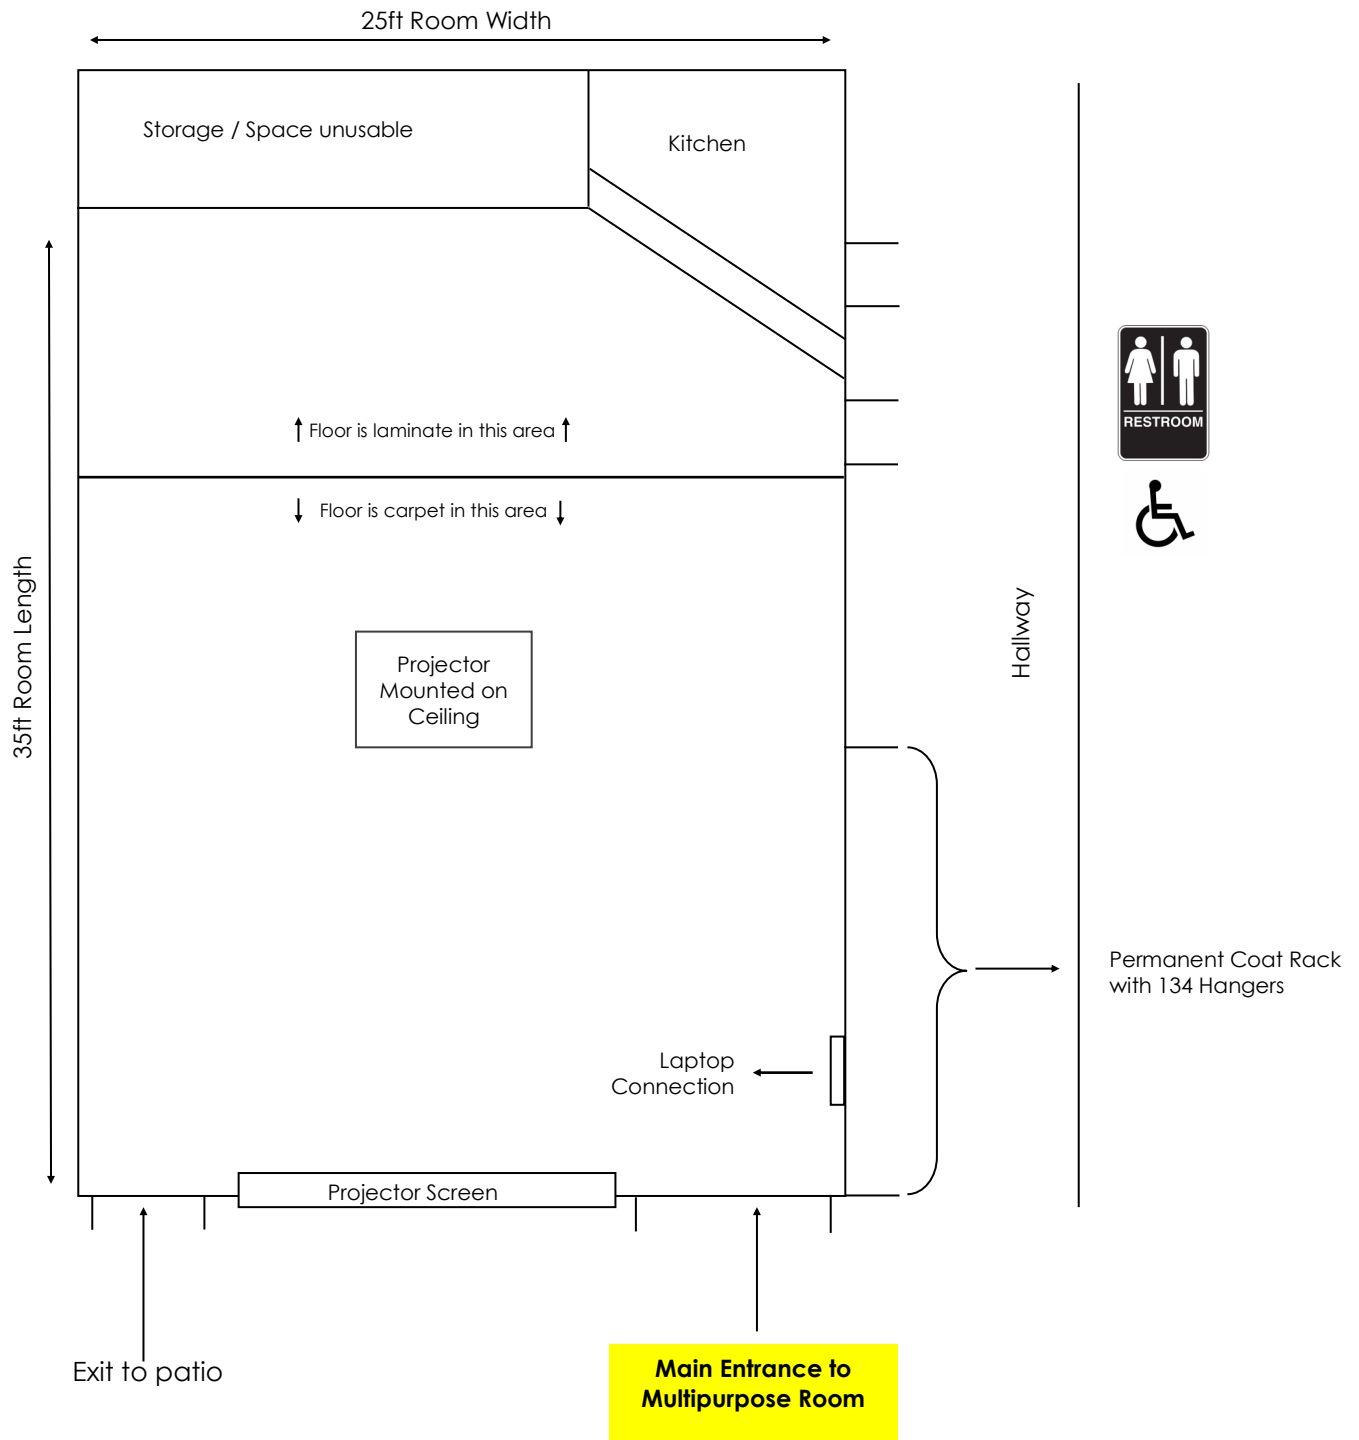 25ft Room Width
Storage / Space unusable
Kitchen
RESTROOM
Floor is laminate in this area
Floor is carpet in this area
35ft Room Length
Hallway
Projector
Mounted on
Ceiling
Permanent Coat Rack
with 134 Hangers
Laptop
Connection
Projector Screen
Exit to patio
Main Entrance to
Multipurpose Room